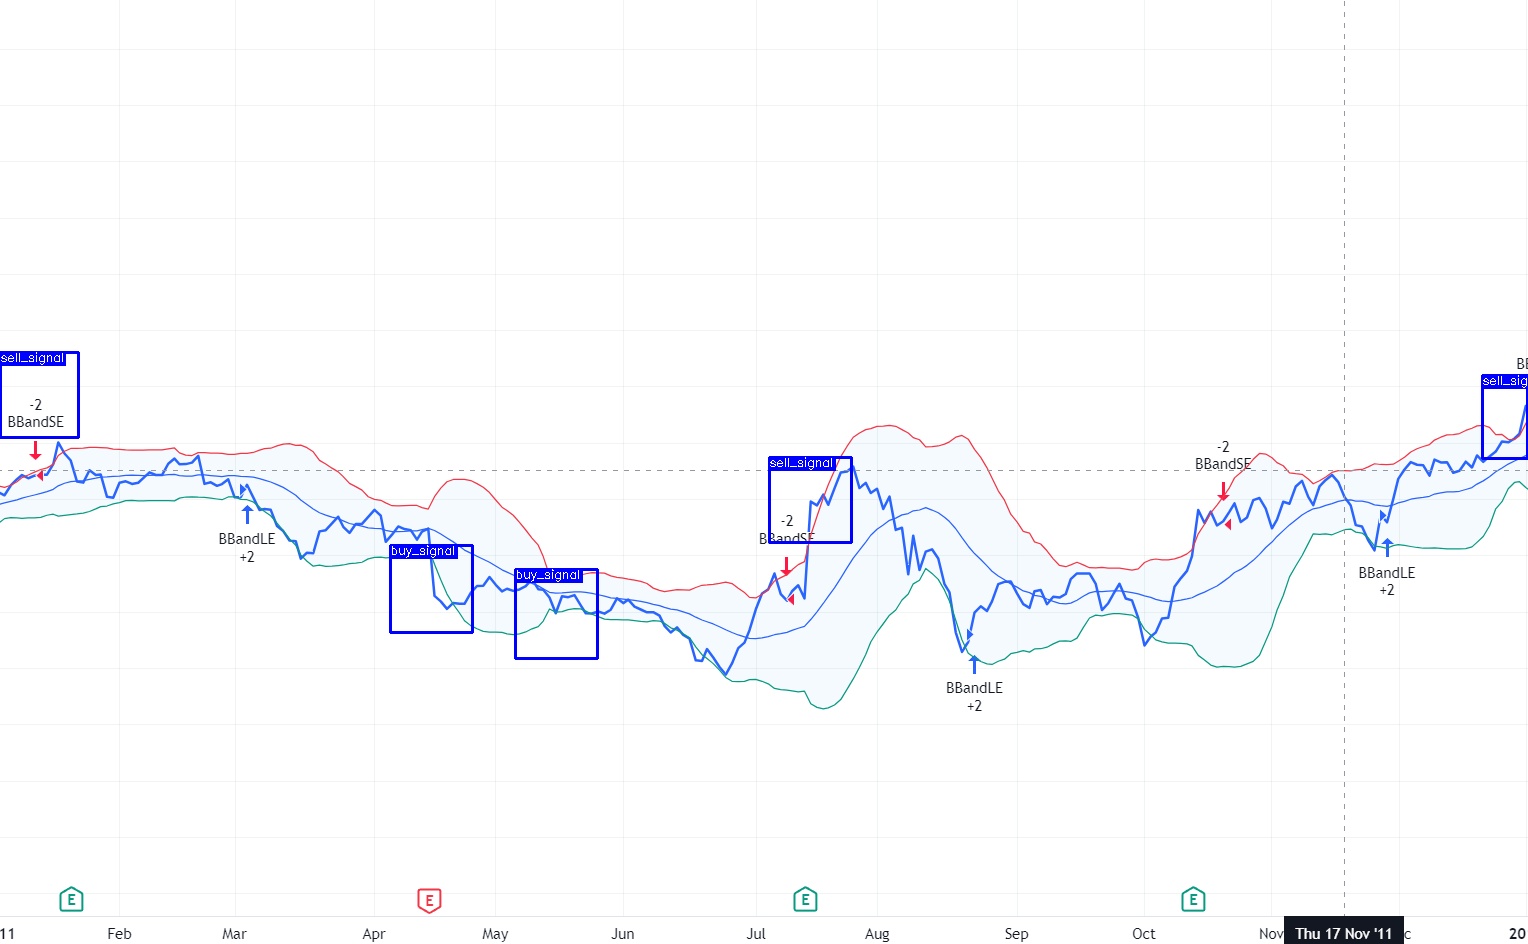 sell_signal
-2
BBandSE
BBandLE
+2
buy_signal
buy_signal
sell_signal
-2
BBandSE
BBandLE
+2
-2
BBandSE
BBandLE
+2
BB
sell_sig
E
E
E
E
11
Feb
Mar
Apr
May
Jun
Jul
Aug
Sep
Oct
Nov
Thu 17 Nov '11
c
20